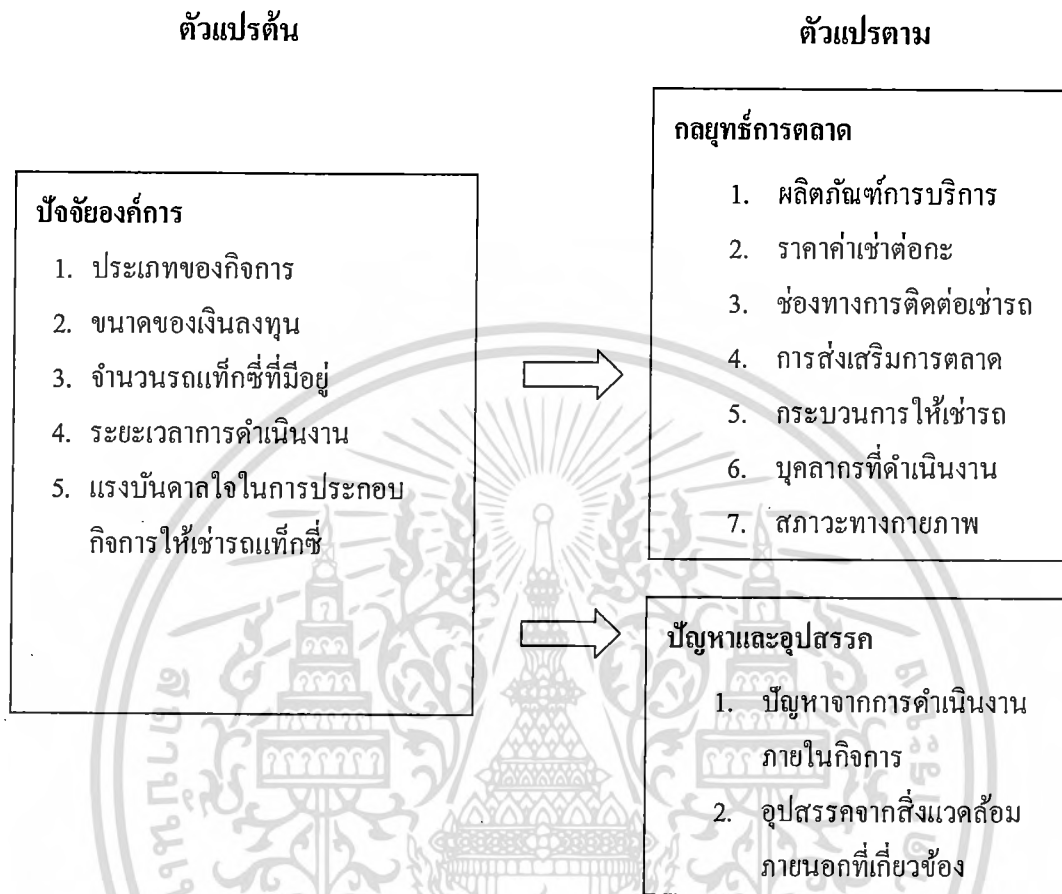 ตัวแปรต้น
ตัวแปรตาม
ปัจจัยองค์การ
1. ประเภทของกิจการ
2. ขนาดของเงินลงทุน
3. จำนวนรถแท็กซี่ที่มีอยู่
4. ระยะเวลาการดำเนินงาน
5. แรงบันดาลใจในการประกอบ
กิจการให้เช่ารถแท็กซี่
กลยุทธ์การตลาด
1. ผลิตภัณฑ์การบริการ
2. ราคาค่าเช่าต่อกะ
3. ช่องทางการติดต่อเช่ารถ
4. การส่งเสริมการตลาด
5. กระบวนการให้เช่ารถ
6. บุคลากรที่ดำเนินงาน
7. สภาวะทางกายภาพ
ปัญหาและอุปสรรค
1. ปัญหาจากการดำเนินงาน
ภายในกิจการ
2. อุปสรรคจากสิ่งแวดล้อม
ภายนอกที่เกี่ยวข้อง